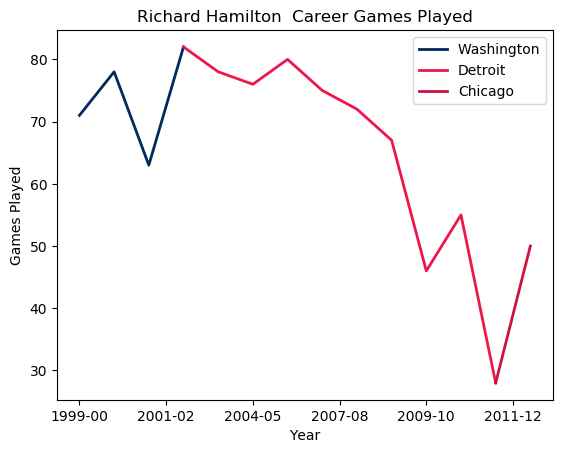 Richard Hamilton  Career Games Played
Washington
Detroit
Chicago
80
70
60
50
40
30
Games Played
1999-00 2001-02 2004-05 2007-08 2009-10 2011-12
Year